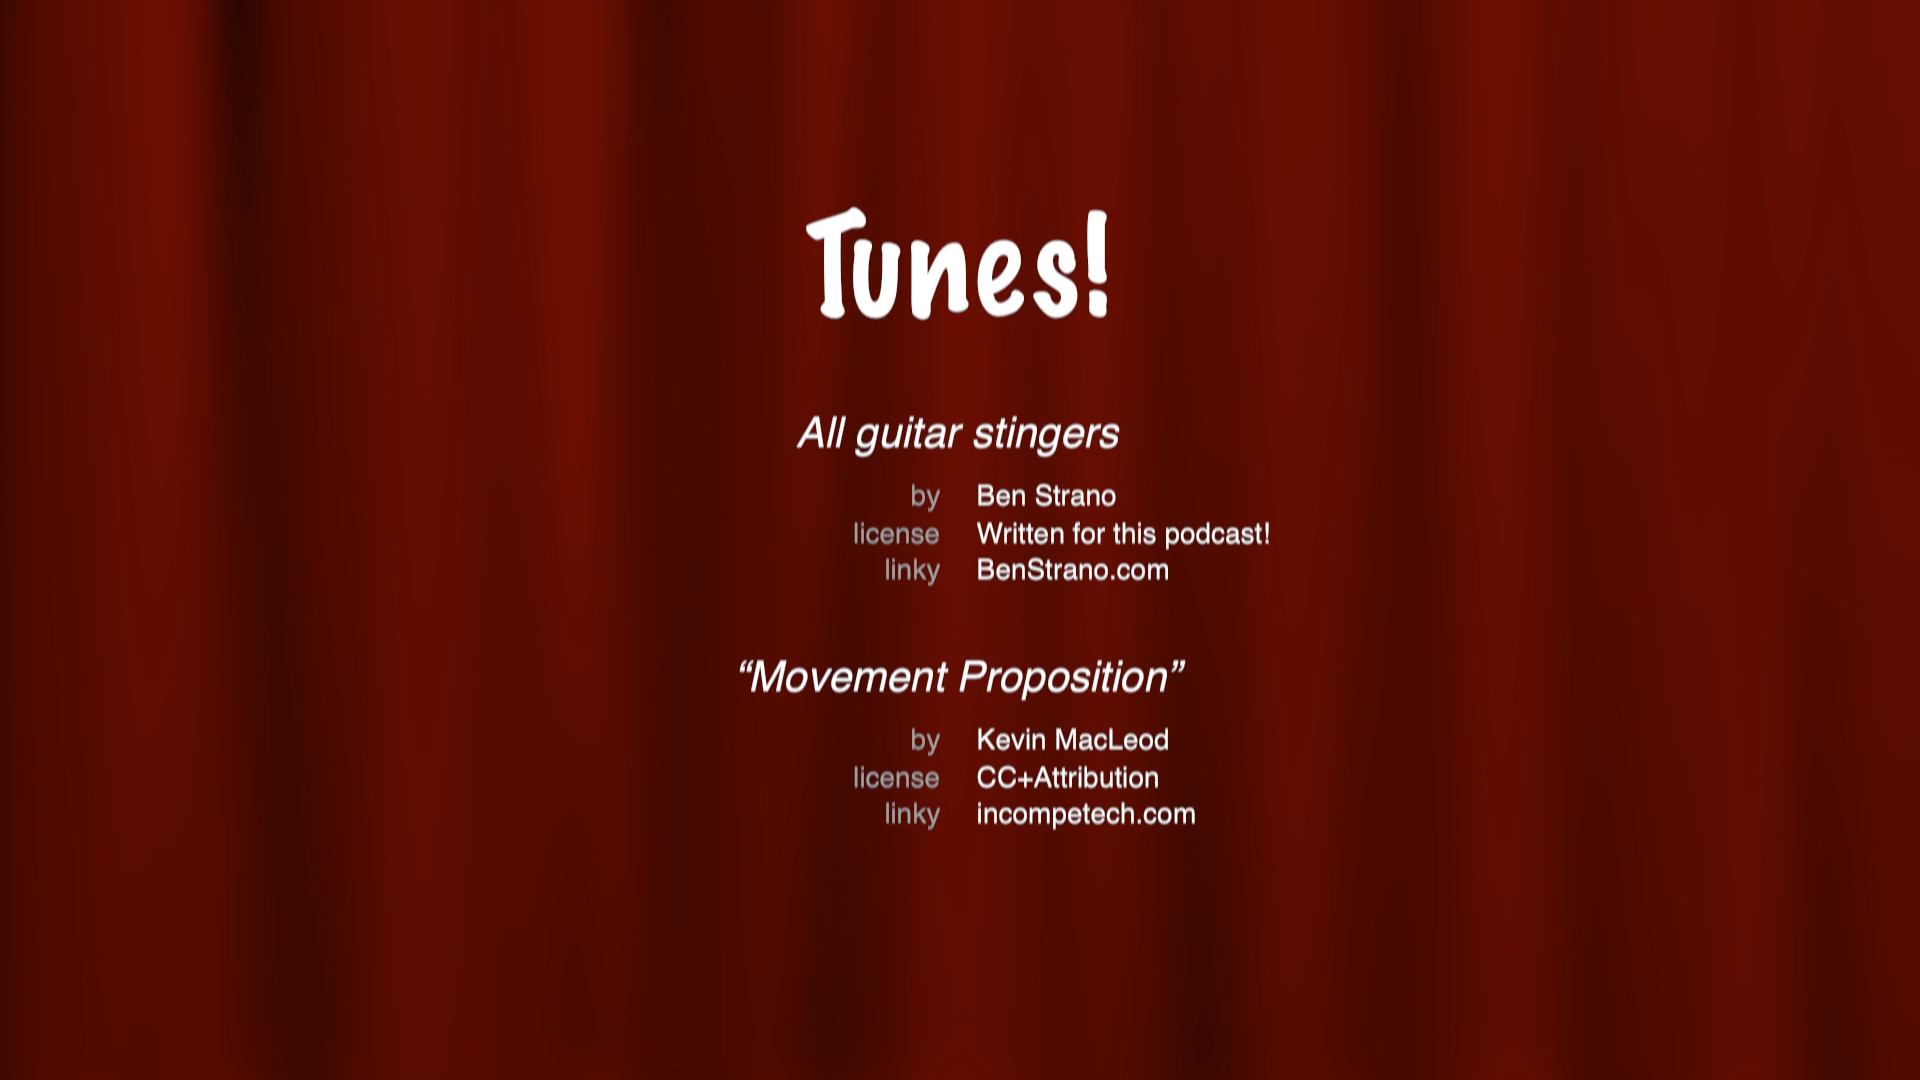 Tunes!
All guitar stingers
by Ben Strano
license Written for this podcast!
linky BenStrano.com
“Movement Proposition”
by Kevin MacLeod
license CC+Attribution
linky incompetech.com